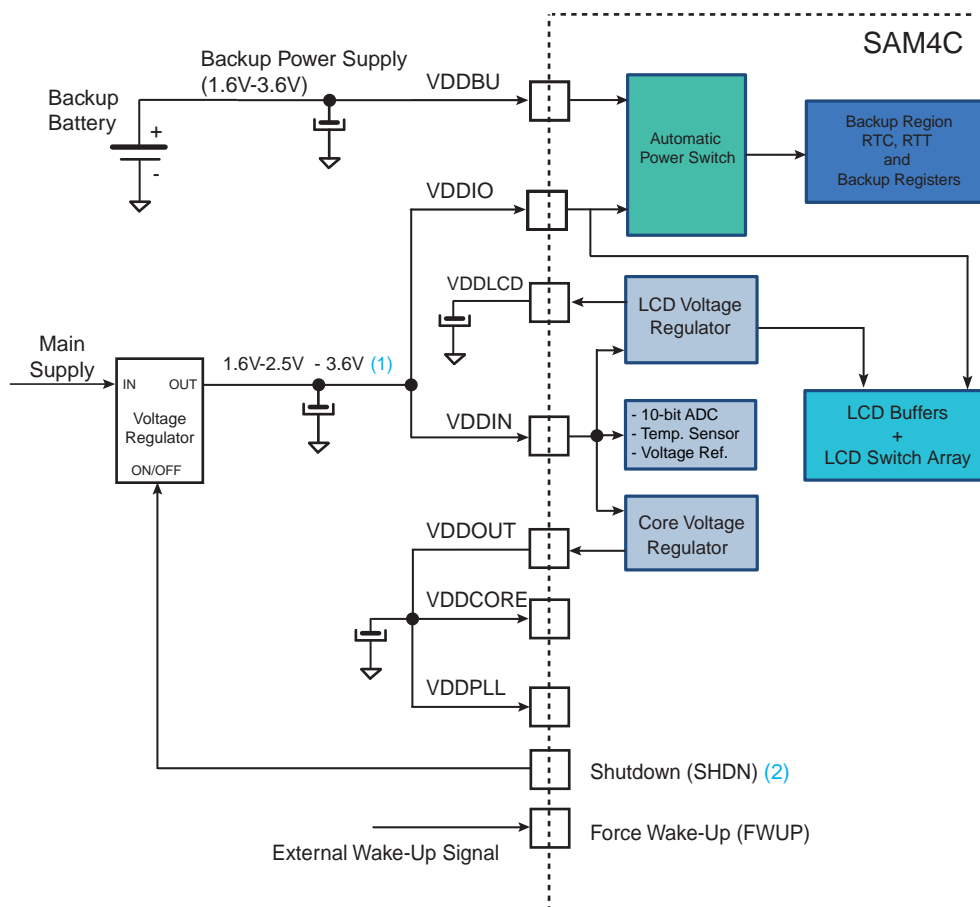 SAM4C
Backup Power Supply
(1.6V-3.6V)
VDDBU
Backup
Battery
+
-
Automatic
Power Switch
Backup Region
RTC, RTT
and
Backup Registers
VDDIO
VDDLCD
LCD Voltage
Regulator
Main
Supply
IN
OUT
Voltage
Regulator
ON/OFF
1.6V-2.5V - 3.6V (1)
VDDIN
- 10-bit ADC
- Temp. Sensor
- Voltage Ref.
LCD Buffers
+
LCD Switch Array
VDDOUT
Core Voltage
Regulator
VDDCORE
VDDPLL
Shutdown (SHDN) (2)
External Wake-Up Signal
Force Wake-Up (FWUP)